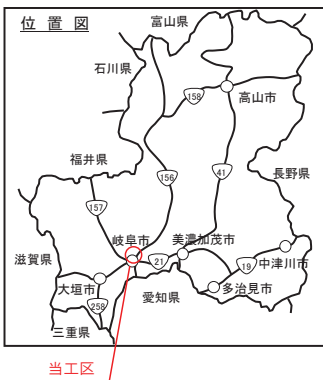 位置図
富山県
石川県
158
高山市
156
41
福井県
長野県
157
岐阜市
美濃加茂市
滋賀県
21
19
中津川市
大垣市
愛知県
多治見市
258
三重県
当工区